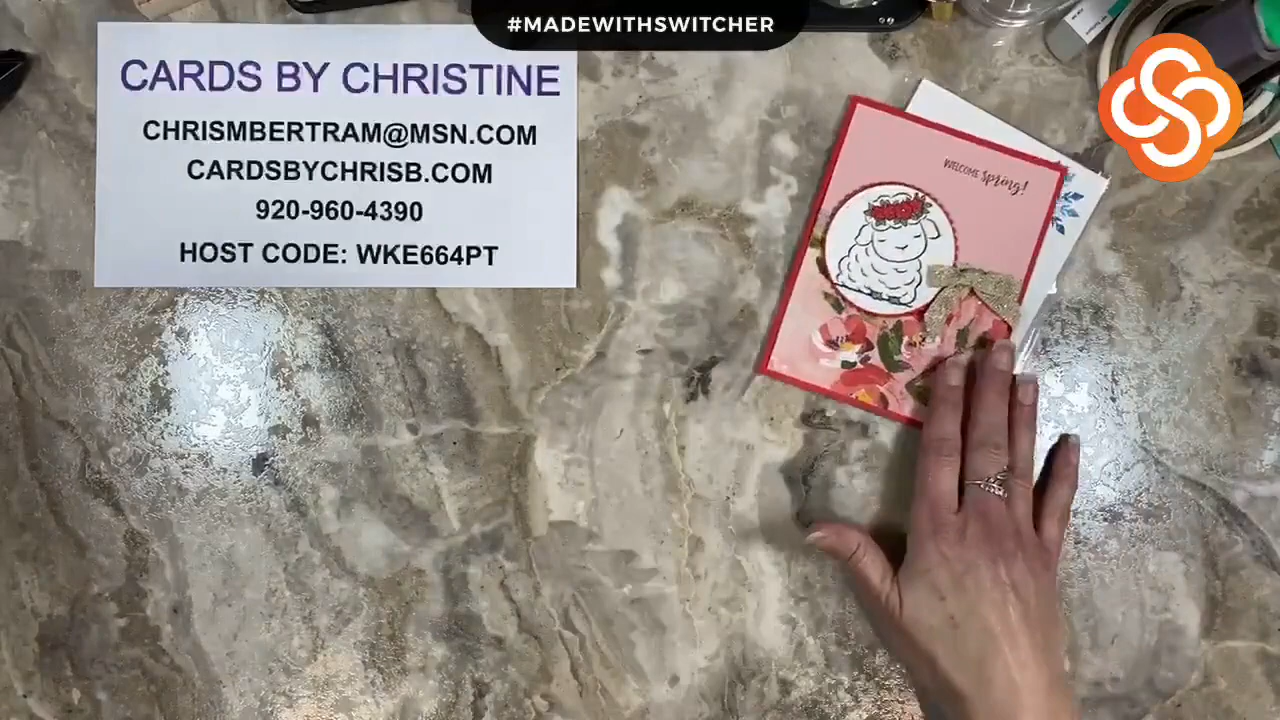 #MADEWITHSWITCHER
CARDS BY CHRISTINE
CHRISMBERTRAM@MSN.COM
CARDSBYCHRISB.COM
920-960-4390
HOST CODE: WKE664PT
WELCOME Spring!